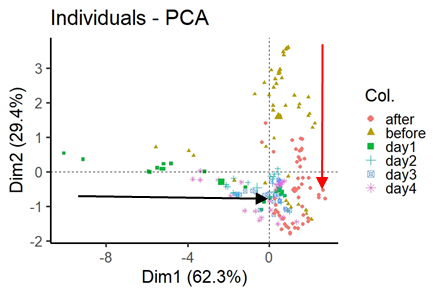 Individuals - PCA
Dim2 (29.4%)
3
2
1
0
-1
-2
-8
-4
0
Dim1 (62.3%)
Col.
after
before
day1
day2
day3
day4